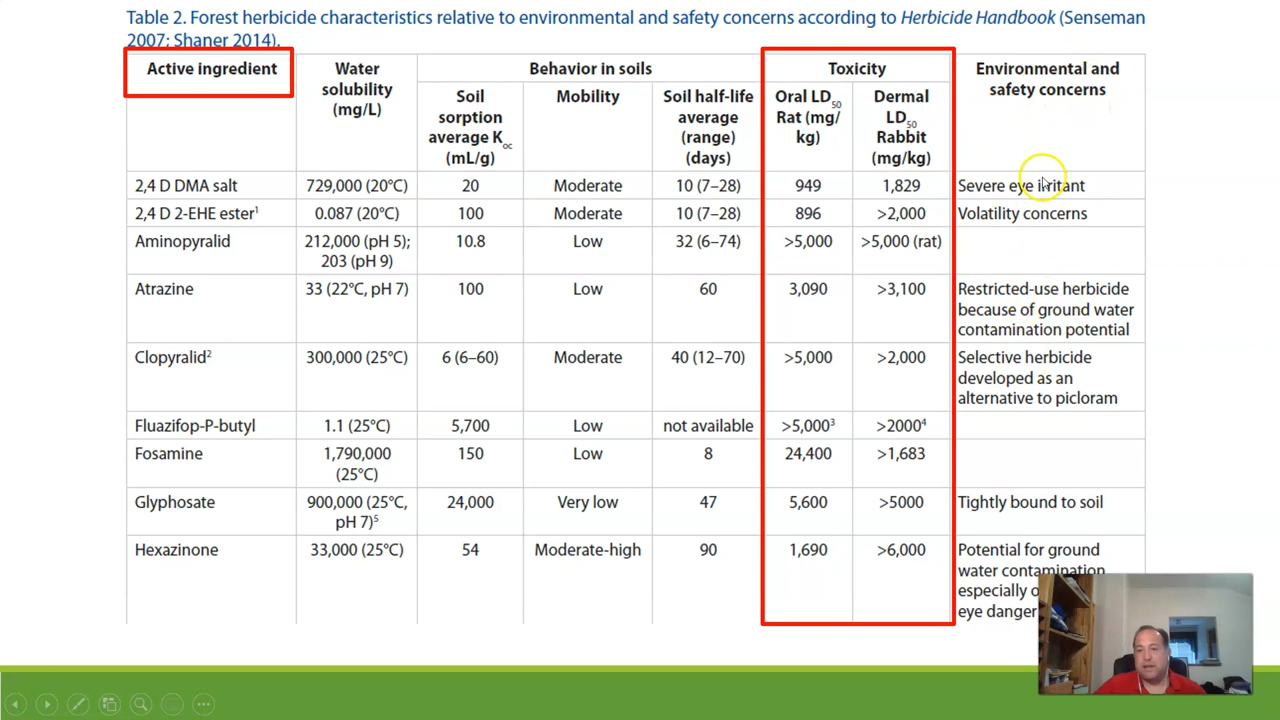 Table 2. Forest herbicide characteristics relative to environmental and safety concerns according to Herbicide Handbook (Senseman
2007; Shaner 2014).
Active ingredient
Water
solubility
(mg/L)
Behavior in soils
Soil
sorption
average Koc
(mL/g)
Mobility
Soil half-life
average
(range)
(days)
Toxicity
Oral LD50
Rat (mg/
kg)
Dermal
LD50
Rabbit
(mg/kg)
Environmental and
safety concerns
2,4 D DMA salt 729,000 (20°C) 20 Moderate 10 (7–28) 949 1,829 Severe eye irritant
2,4 D 2-EHE ester1 0.087 (20°C) 100 Moderate 10 (7–28) 896 >2,000 Volatility concerns
Aminopyralid 212,000 (pH 5); 10.8 Low 32 (6–74) >5,000 >5,000 (rat)
203 (pH 9)
Atrazine 33 (22°C, pH 7) 100 Low 60 3,090 >3,100 Restricted-use herbicide
because of ground water
contamination potential
Clopyralid2 300,000 (25°C) 6 (6–60) Moderate 40 (12–70) >5,000 >2,000 Selective herbicide
developed as an
alternative to picloram
Fluazifop-P-butyl 1.1 (25°C) 5,700 Low not available >5,0003 >20004
Fosamine 1,790,000 150 Low 8 24,400 >1,683
(25°C)
Glyphosate 900,000 (25°C, 24,000 Very low 47 5,600 >5000 Tightly bound to soil
pH 7)5
Hexazinone 33,000 (25°C) 54 Moderate-high 90 1,690 >6,000 Potential for ground
water contamination
especially
eye danger